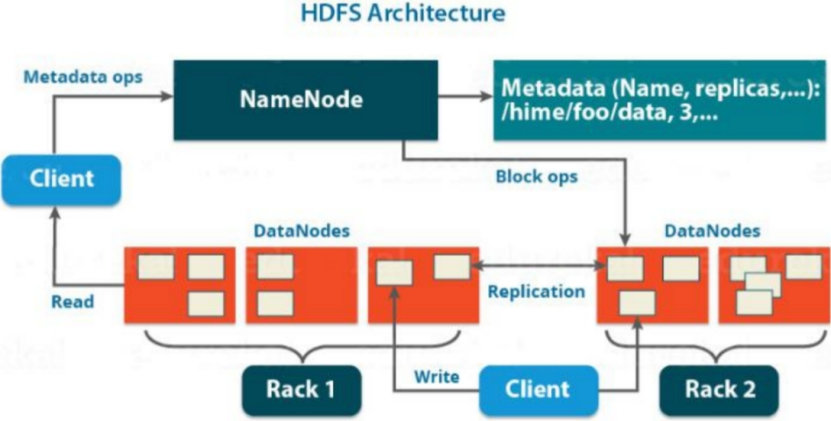 HDFS Architecture
Metadata ops
NameNode
Metadata (Name, replicas,...):
/hime/foo/data, 3,...
Client
Block ops
DataNodes
DataNodes
Read
Replication
Rack 1
Write
Client
Rack 2